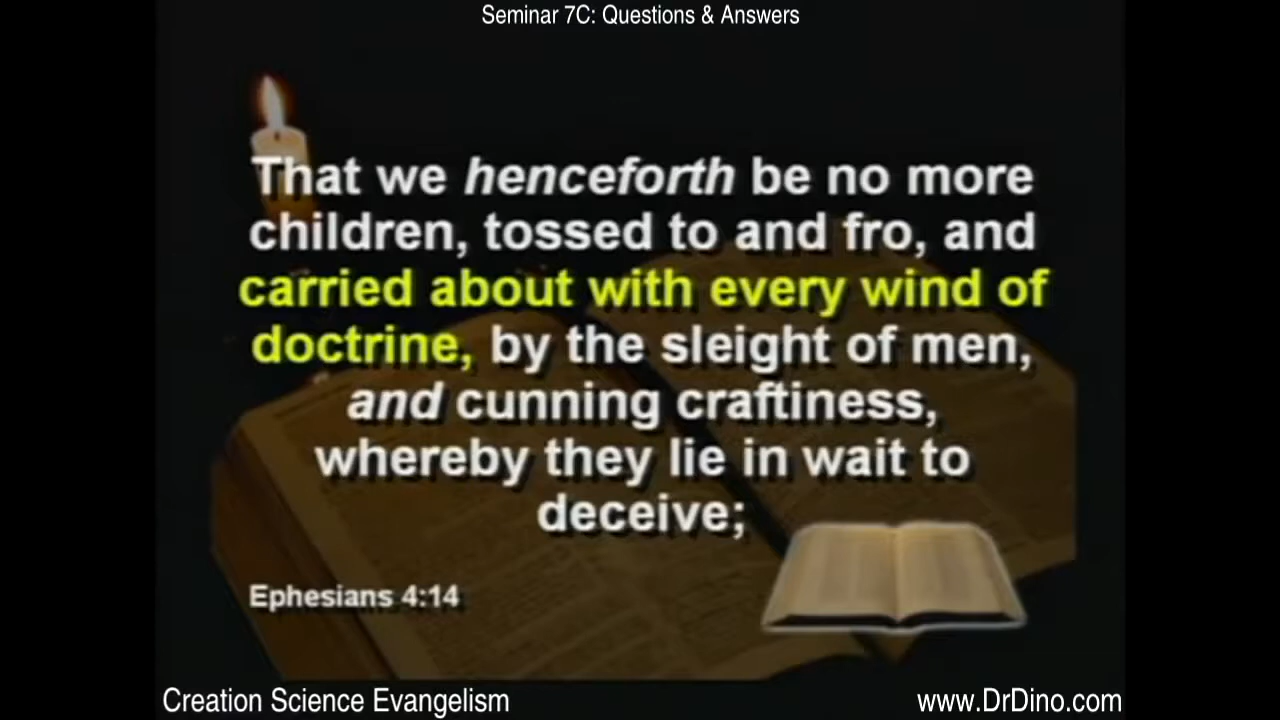 Seminar 7C: Questions & Answers
That we henceforth be no more
children, tossed to and fro, and
carried about with every wind of
doctrine, by the sleight of men,
and cunning craftiness,
whereby they lie in wait to
deceive;
Ephesians 4:14
Creation Science Evangelism
www.DrDino.com